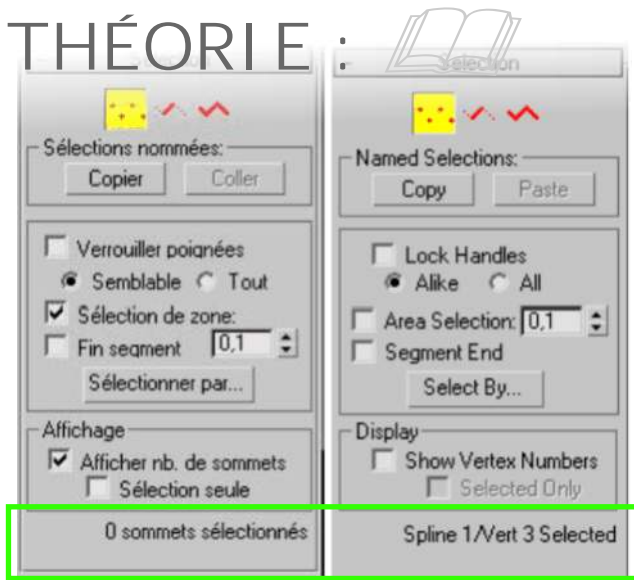 THÉORIE :
Selection
Sélections nommées:
Copier Coller
Verrouiller poignées
Semblable Tout
Sélection de zone:
Fin segment 0,1
Sélectionner par...
Affichage
Afficher nb. de sommets
Sélection seule
0 sommets sélectionnés
Named Selections:
Copy Paste
Lock Handles
Alike All
Area Selection: 0,1
Segment End
Select By...
Display
Show Vertex Numbers
Selected Only
Spline 1/Vert 3 Selected